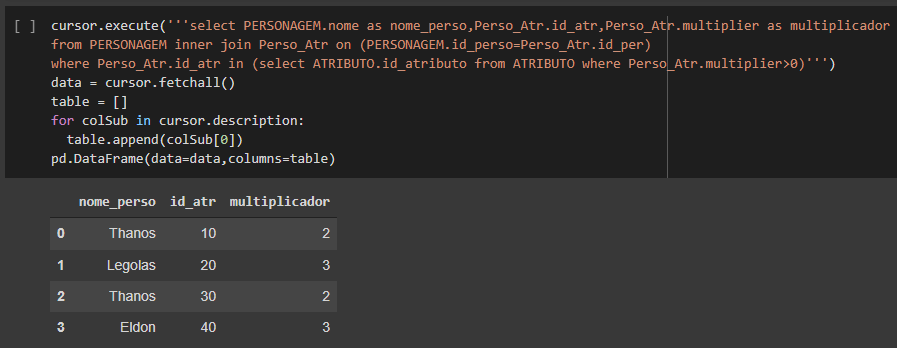 [ ] cursor.execute('''select PERSONAGEM.nome as nome_perso,Perso_Atr.id_atr,Perso_Atr.multiplier as multiplicador
from PERSONAGEM inner join Perso_Atr on (PERSONAGEM.id_perso=Perso_Atr.id_per)
where Perso_Atr.id_atr in (select ATRIBUTO.id_atributo from ATRIBUTO where Perso_Atr.multiplier>0)''')
data = cursor.fetchall()
table = []
for colSub in cursor.description:
  table.append(colSub[0])
pd.DataFrame(data=data,columns=table)
nome_perso id_atr multiplicador
0 Thanos 10 2
1 Legolas 20 3
2 Thanos 30 2
3 Eldon 40 3